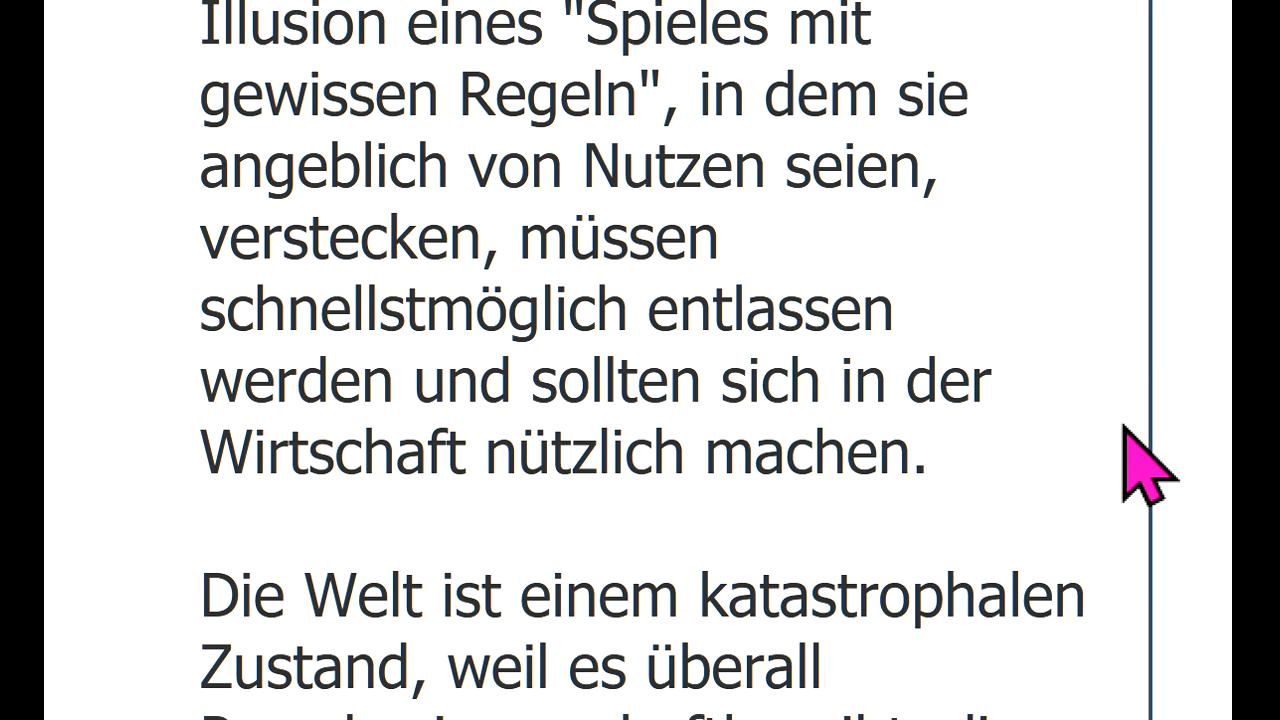 Illusion eines "Spieles mit
gewissen Regeln", in dem sie
angeblich von Nutzen seien,
verstecken, müssen
schnellstmöglich entlassen
werden und sollten sich in der
Wirtschaft nützlich machen.
Die Welt ist einem katastrophalen
Zustand, weil es überall